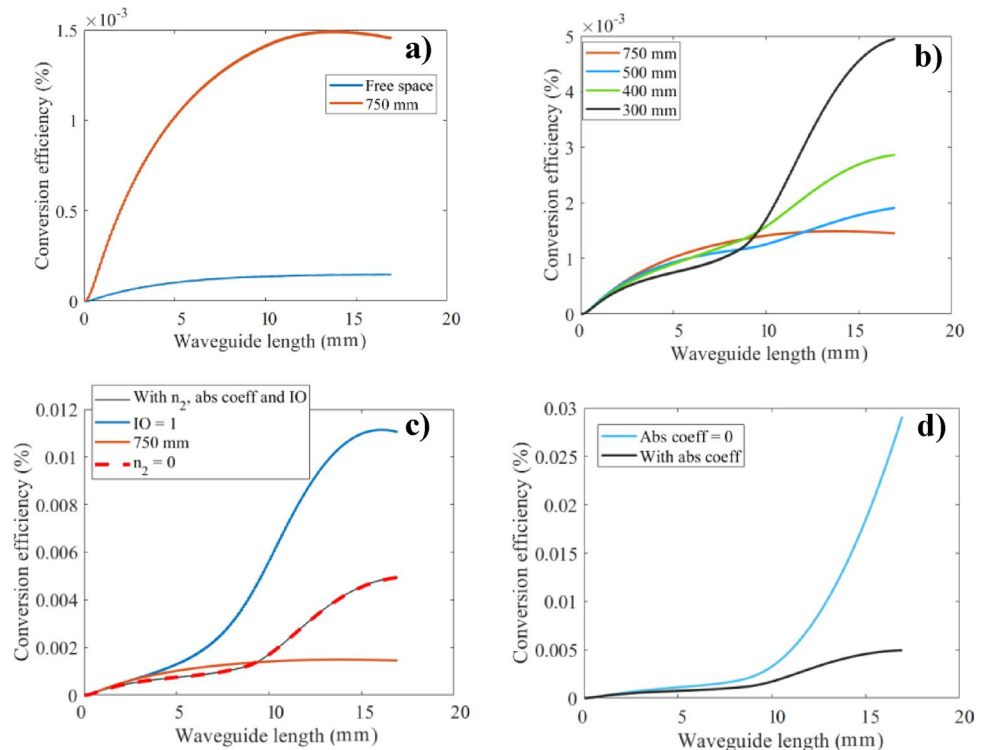 ×10⁻³
a)
Conversion efficiency (%)
1.5
1
0.5
0
Free space
750 mm
0 5 10 15 20
Waveguide length (mm)
×10⁻³
b)
Conversion efficiency (%)
5
4
3
2
1
0
750 mm
500 mm
400 mm
300 mm
0 5 10 15 20
Waveguide length (mm)
c)
Conversion efficiency (%)
0.012
0.01
0.008
0.006
0.004
0.002
0
With n₂, abs coeff and IO
IO = 1
750 mm
n₂ = 0
0 5 10 15 20
Waveguide length (mm)
d)
Conversion efficiency (%)
0.03
0.025
0.02
0.015
0.01
0.005
0
Abs coeff = 0
With abs coeff
0 5 10 15 20
Waveguide length (mm)